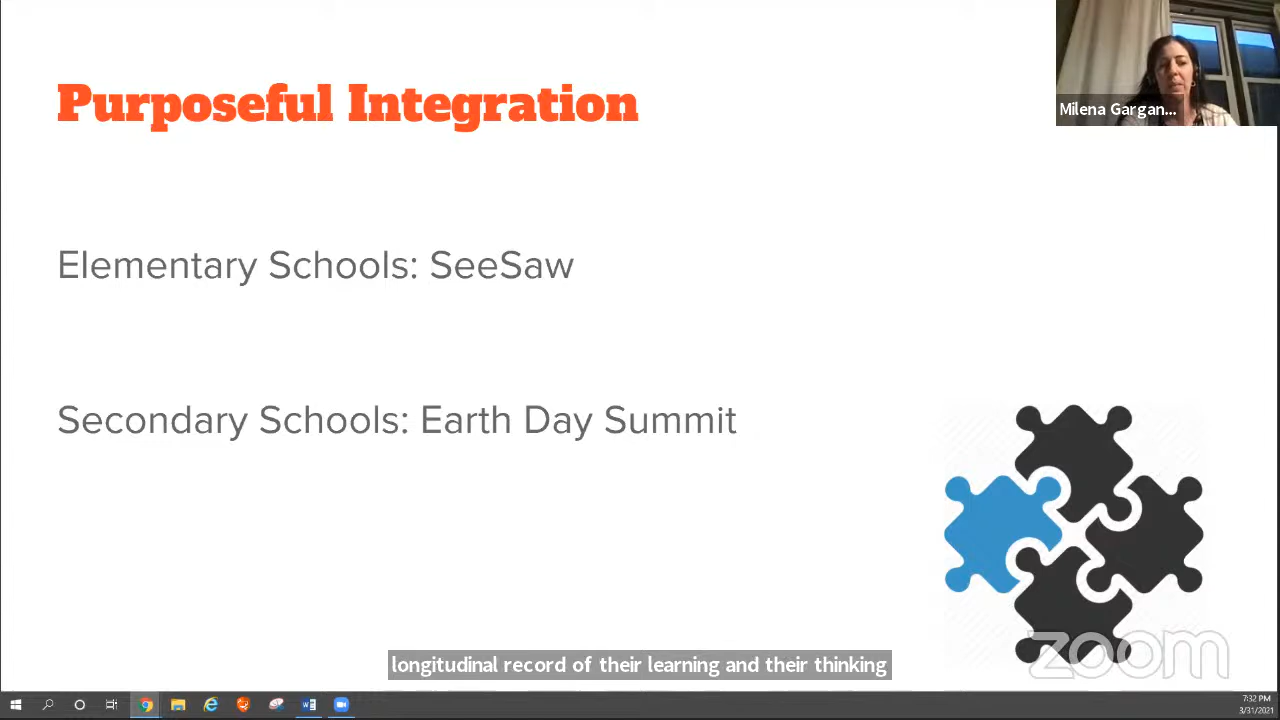 Purposeful Integration
Milena Gargan...
Elementary Schools: SeeSaw
Secondary Schools: Earth Day Summit
zoom
longitudinal record of their learning and their thinking
7:32 PM
3/31/2021